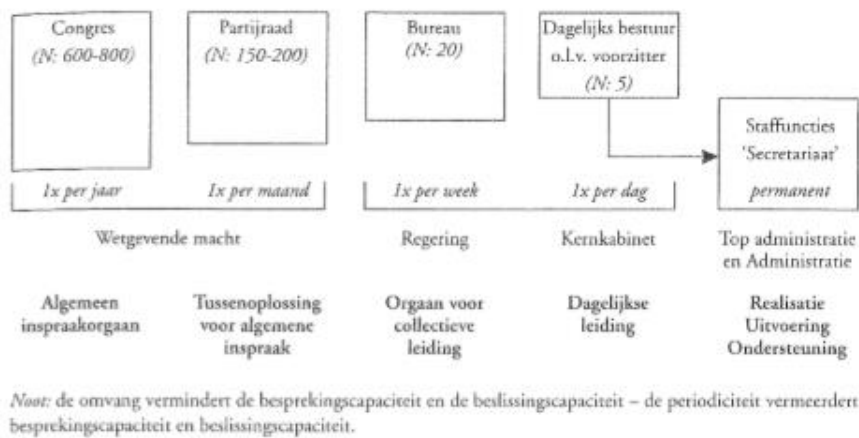 Congres
(N: 600-800)
Partijraad
(N: 150-200)
Bureau
(N: 20)
Dagelijks bestuur
o.l.v. voorzitter
(N: 5)
Staffuncties
'Secretariaat'
permanent
1x per jaar
1x per maand
1x per week
1x per dag
Wetgevende macht
Regering
Kernkabinet
Top administratie
en Administratie
Algemeen
inspraakorgaan
Tussenoplossing
voor algemene
inspraak
Orgaan voor
collectieve
leiding
Dagelijkse
leiding
Realisatie
Uitvoering
Ondersteuning
Noot: de omvang vermindert de besprekingscapaciteit en de beslissingscapaciteit – de periodiciteit vermeerdert
besprekingscapaciteit en beslissingscapaciteit.